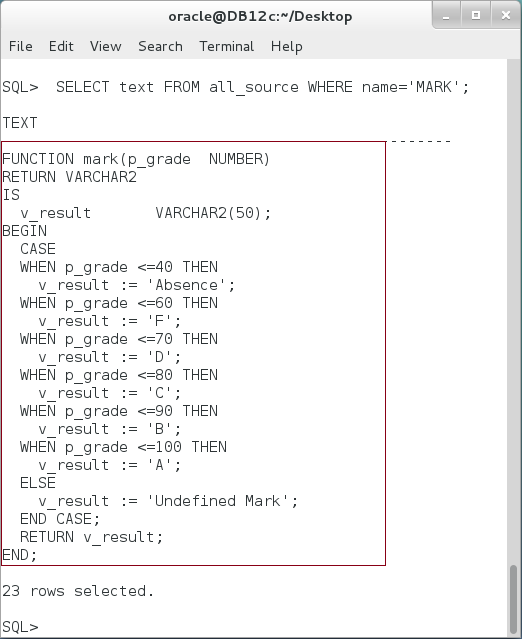 oracle@DB12c:~/Desktop
File Edit View Search Terminal Help
SQL>  SELECT text FROM all_source WHERE name='MARK';
TEXT
--------
FUNCTION mark(p_grade  NUMBER)
RETURN VARCHAR2
IS
  v_result       VARCHAR2(50);
BEGIN
  CASE
  WHEN p_grade <=40 THEN
    v_result := 'Absence';
  WHEN p_grade <=60 THEN
    v_result := 'F';
  WHEN p_grade <=70 THEN
    v_result := 'D';
  WHEN p_grade <=80 THEN
    v_result := 'C';
  WHEN p_grade <=90 THEN
    v_result := 'B';
  WHEN p_grade <=100 THEN
    v_result := 'A';
  ELSE
    v_result := 'Undefined Mark';
  END CASE;
  RETURN v_result;
END;
23 rows selected.
SQL>